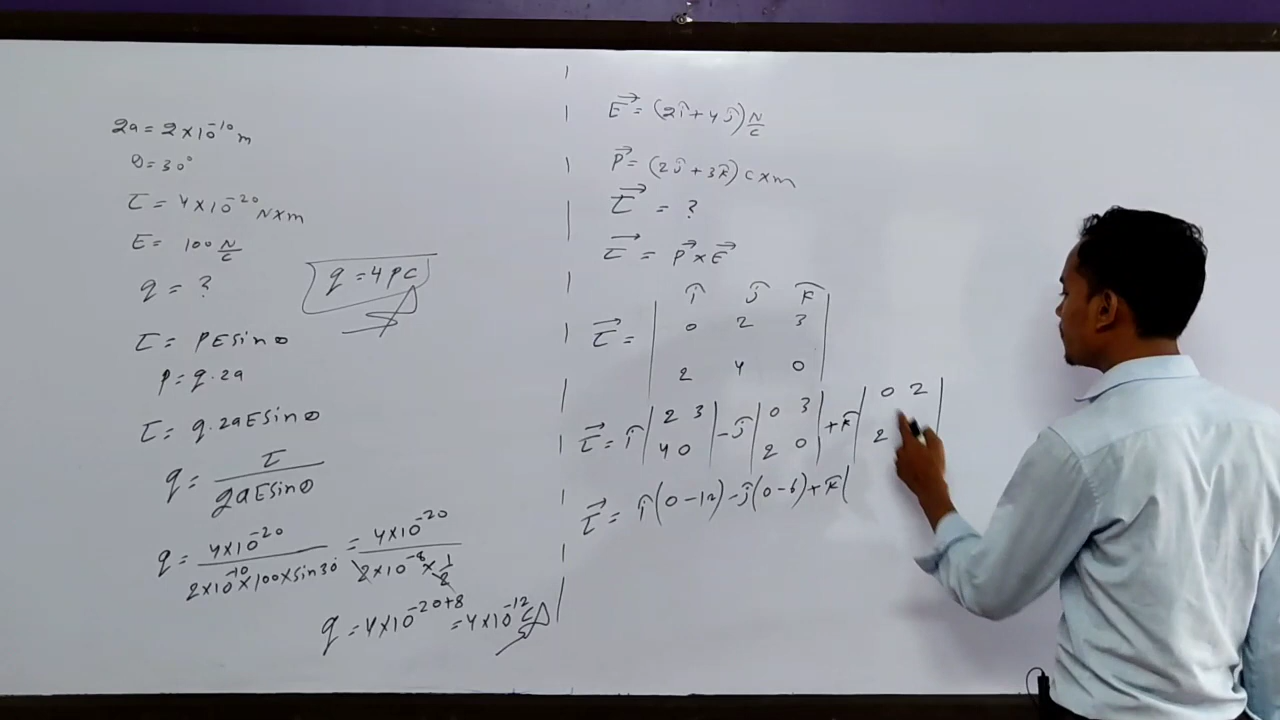 2a = 2×10⁻¹⁰ m
θ = 30°
τ = 4×10⁻²⁰ N×m
E = 100 N/C
q = ?
q = 4PC
τ = PEsinθ
P = q.2a
τ = q.2aEsinθ
q = τ / 2aEsinθ
q = 4×10⁻²⁰ / 2×10⁻¹⁰×100×sin30 = 4×10⁻²⁰ / 2×10⁻⁸×1/2
q = 4×10⁻²⁰⁺⁸ = 4×10⁻¹² C
E⃗ = (2î+4ĵ) N/C
P⃗ = (2ĵ+3k̂) C×m
τ⃗ = ?
τ⃗ = P⃗×E⃗
î ĵ k̂
τ⃗ = | 0 2 3 |
2 4 0
τ⃗ = î |2 3; 4 0| - ĵ |0 3; 2 0| + k̂ |0 2; 2
τ⃗ = î(0-12) - ĵ(0-6) + k̂(